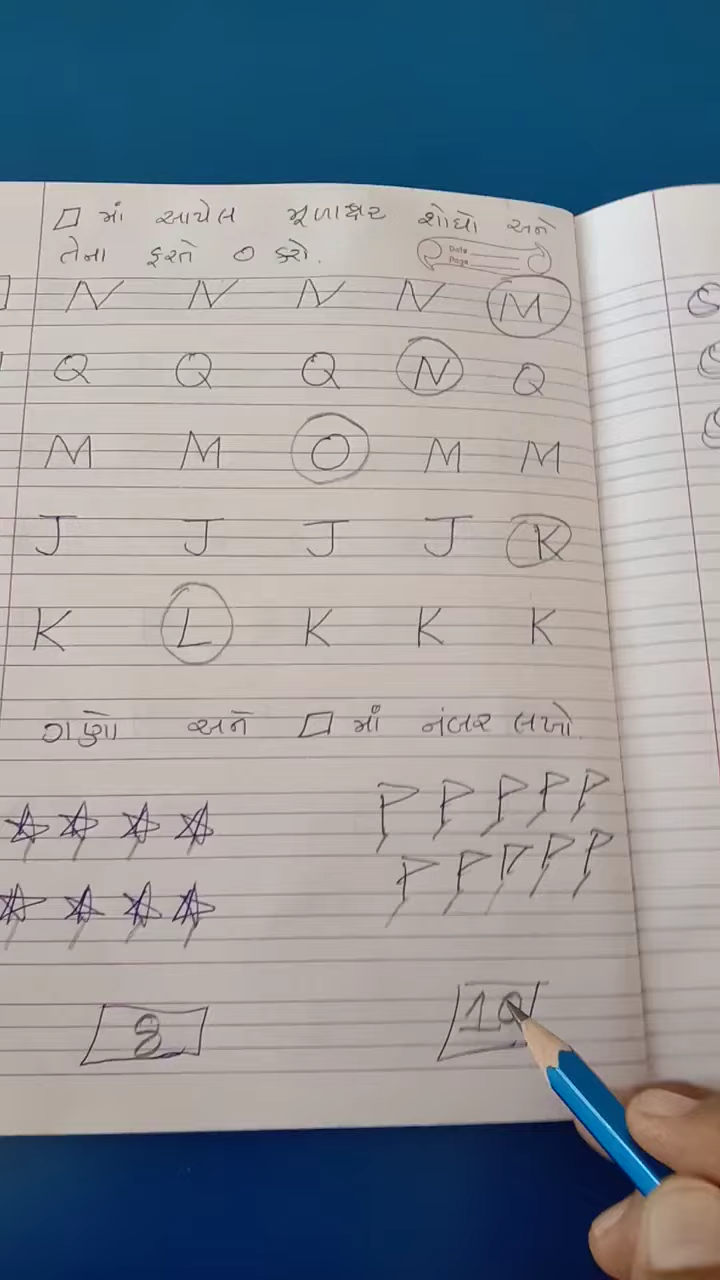 □ માં આપેલ મૂળાક્ષર શોધો અને
તેના ફરતે ○ કરો.
Date
Page
N N N N M
Q Q Q N Q
M M O M M
J J J J K
K L K K K
ગણો અને □ માં નંબર લખો.
8 10